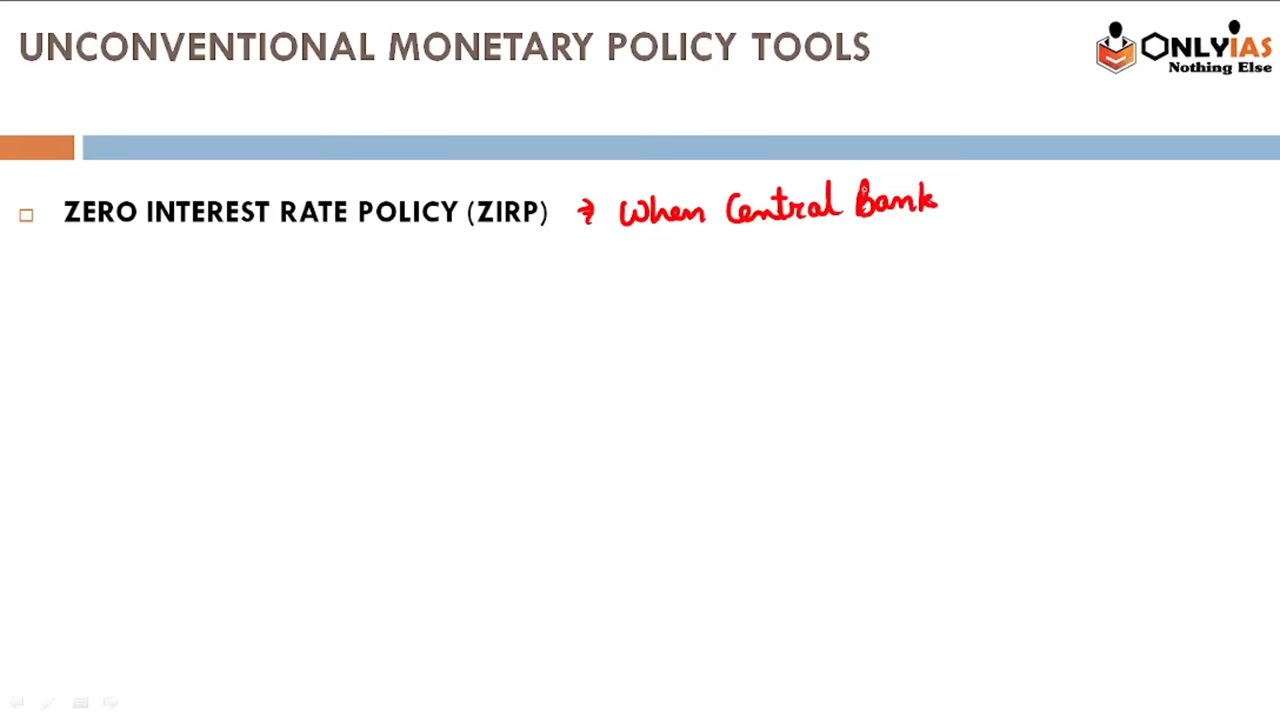 UNCONVENTIONAL MONETARY POLICY TOOLS
ONLYIAS
Nothing Else
ZERO INTEREST RATE POLICY (ZIRP) → When Central Bank